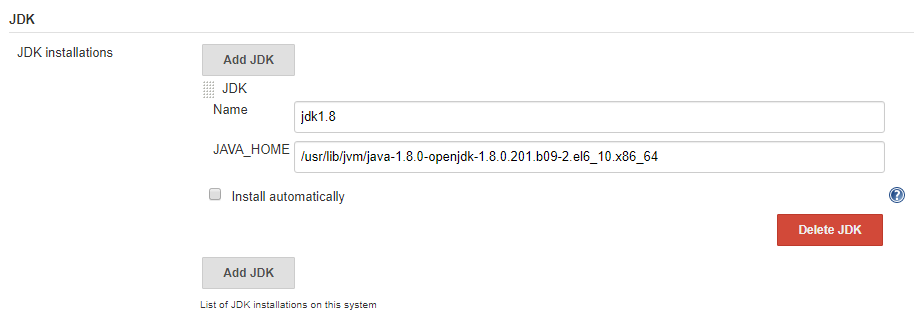 JDK
JDK installations
Add JDK
JDK
Name
jdk1.8
JAVA_HOME
/usr/lib/jvm/java-1.8.0-openjdk-1.8.0.201.b09-2.el6_10.x86_64
Install automatically
?
Delete JDK
Add JDK
List of JDK installations on this system